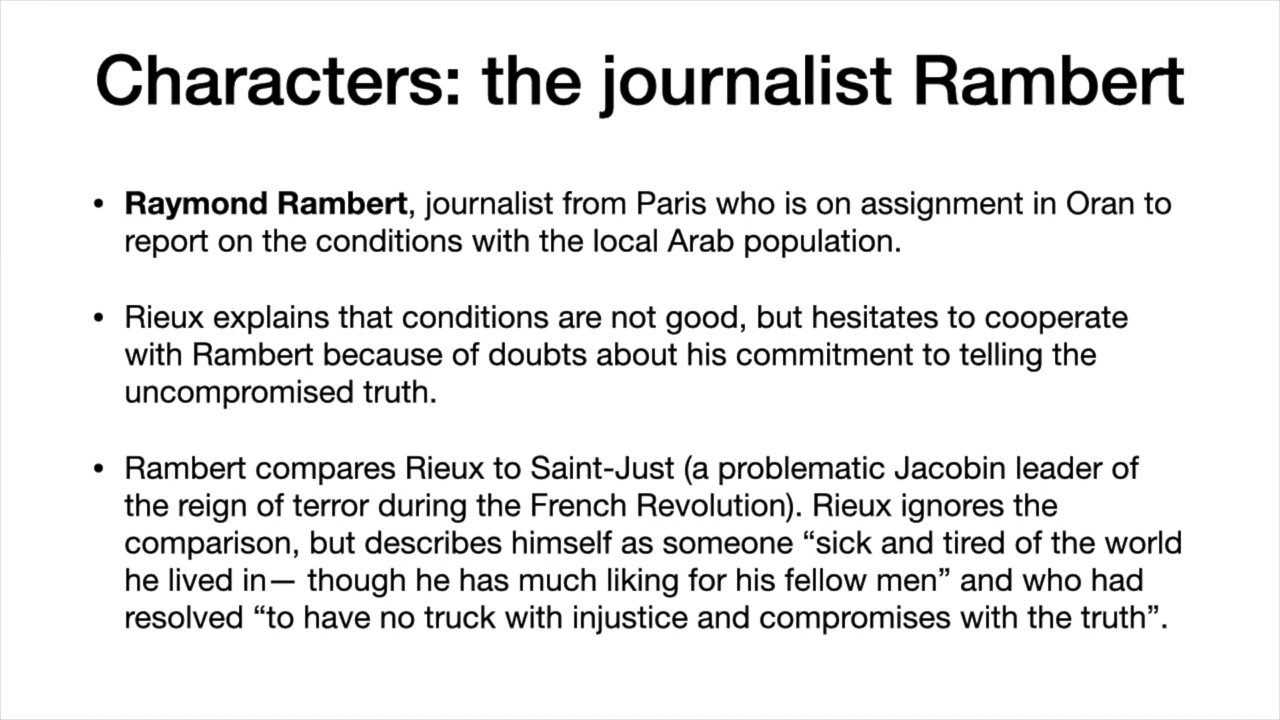 Characters: the journalist Rambert
• Raymond Rambert, journalist from Paris who is on assignment in Oran to
report on the conditions with the local Arab population.
• Rieux explains that conditions are not good, but hesitates to cooperate
with Rambert because of doubts about his commitment to telling the
uncompromised truth.
• Rambert compares Rieux to Saint-Just (a problematic Jacobin leader of
the reign of terror during the French Revolution). Rieux ignores the
comparison, but describes himself as someone “sick and tired of the world
he lived in— though he has much liking for his fellow men” and who had
resolved “to have no truck with injustice and compromises with the truth”.